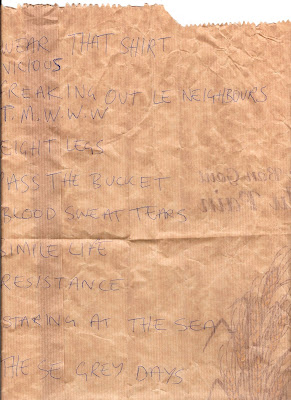 WEAR THAT SHIRT
VICIOUS
FREAKING OUT LE NEIGHBOURS
T.M.W.W.W
EIGHT LEGS
PASS THE BUCKET
BLOOD SWEAT TEARS
SIMPLE LIFE
RESISTANCE
STARING AT THE SEA
THESE GREY DAYS
Pain